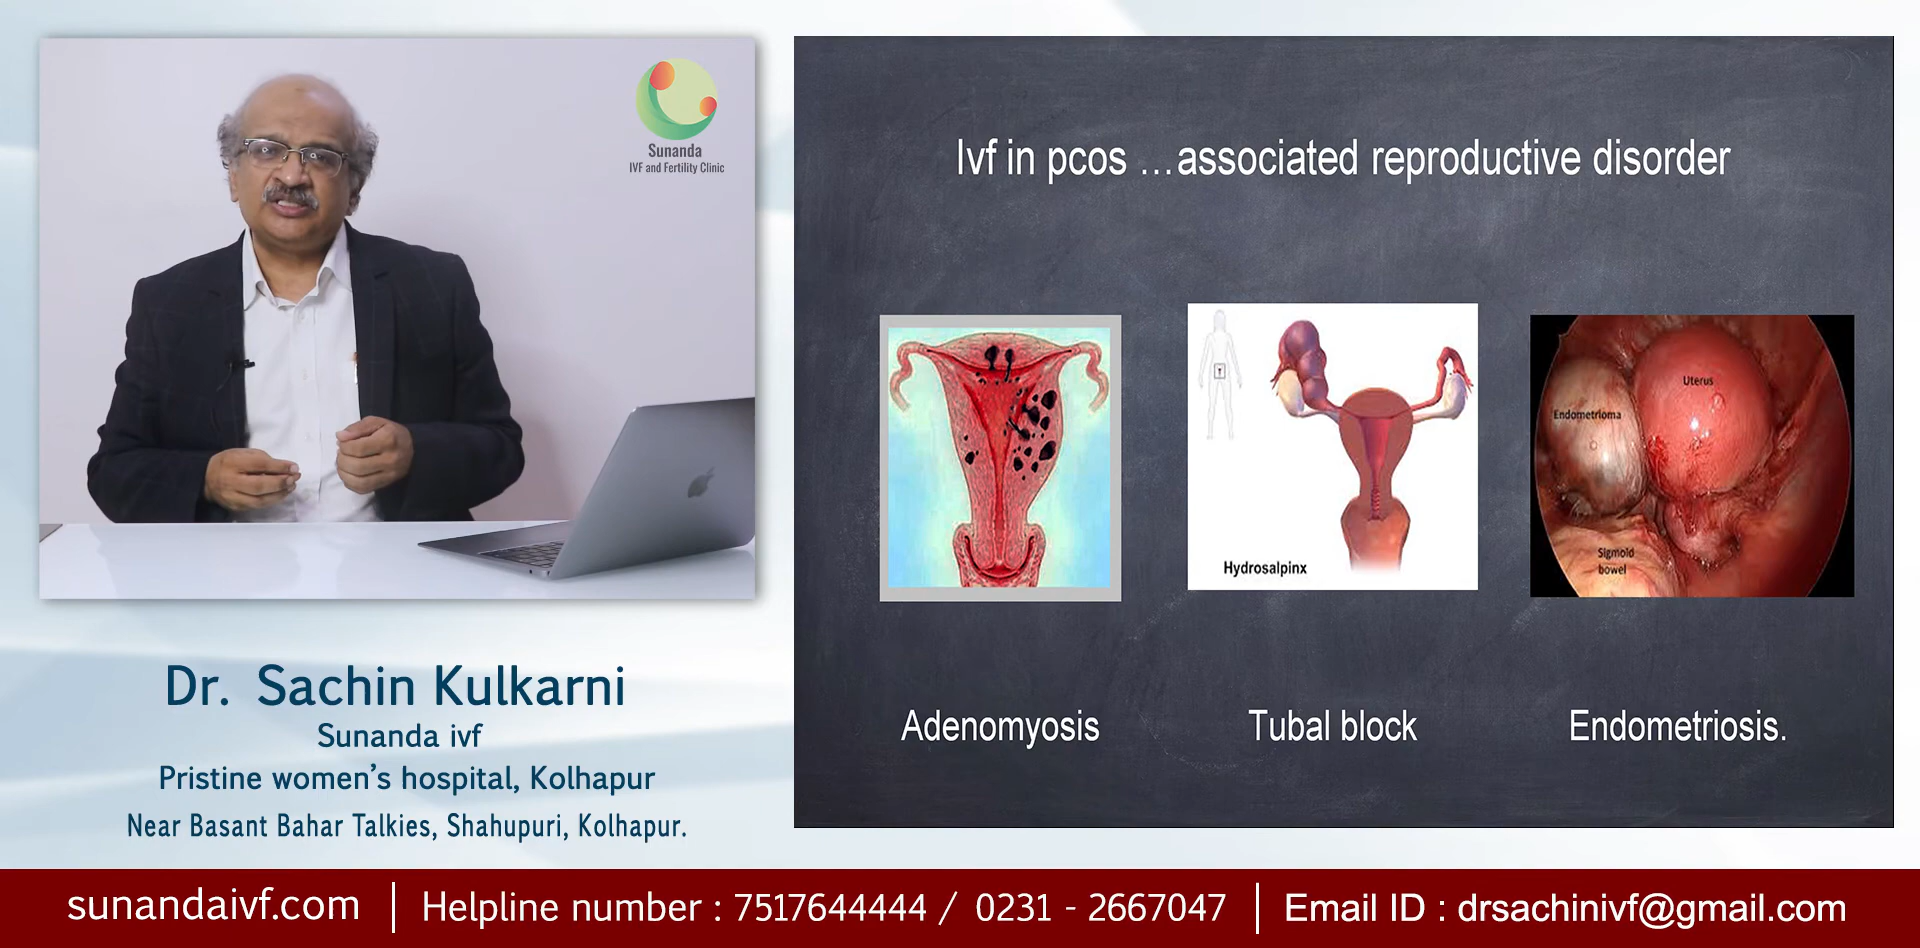 Sunanda
IVF and Fertility Clinic
Dr. Sachin Kulkarni
Sunanda ivf
Pristine women's hospital, Kolhapur
Near Basant Bahar Talkies, Shahupuri, Kolhapur.
Ivf in pcos ...associated reproductive disorder
Hydrosalpinx
Uterus
Endometrioma
Sigmoid
bowel
Adenomyosis
Tubal block
Endometriosis.
sunandaivf.com
Helpline number : 7517644444 / 0231 - 2667047
Email ID : drsachinivf@gmail.com